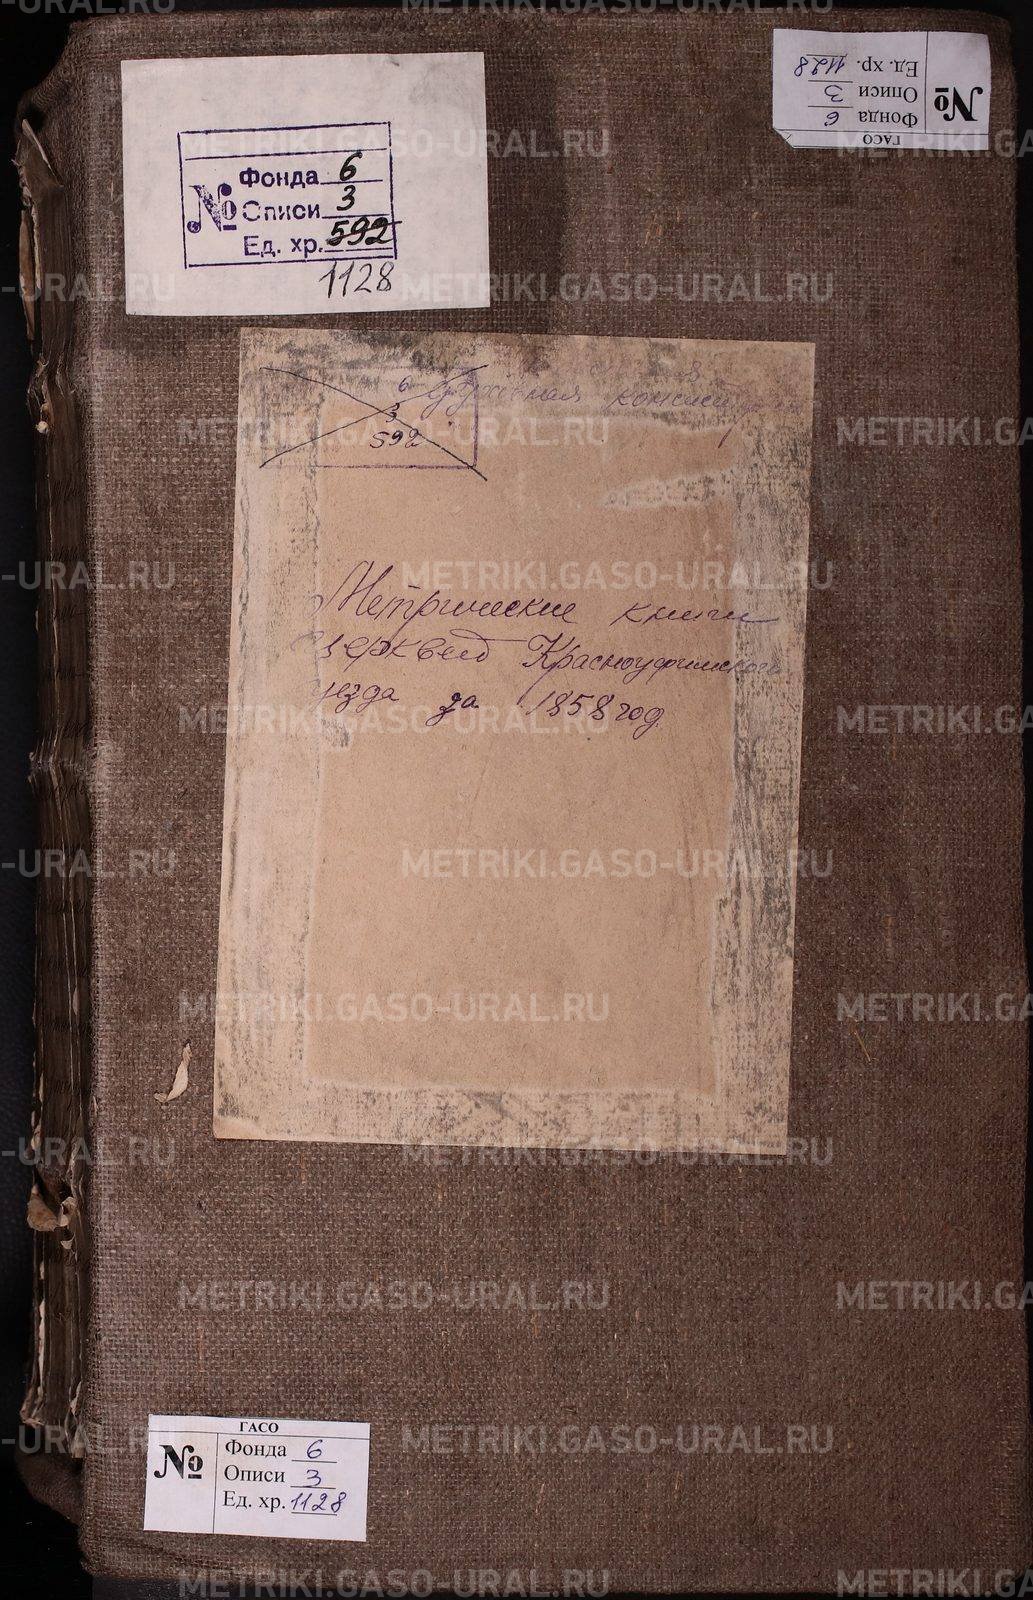 ГАСО
№
Фонда 6
Описи 3
Ед. хр. 1128
№
Фонда 6
Описи 3
Ед. хр. 592
1128
6
3
592
духовная
Метрические книги
церквей Красноуфимского
уезда за 1858 год
ГАСО
№
Фонда 6
Описи 3
Ед. хр. 1128
METRIKI.GASO-URAL.RU